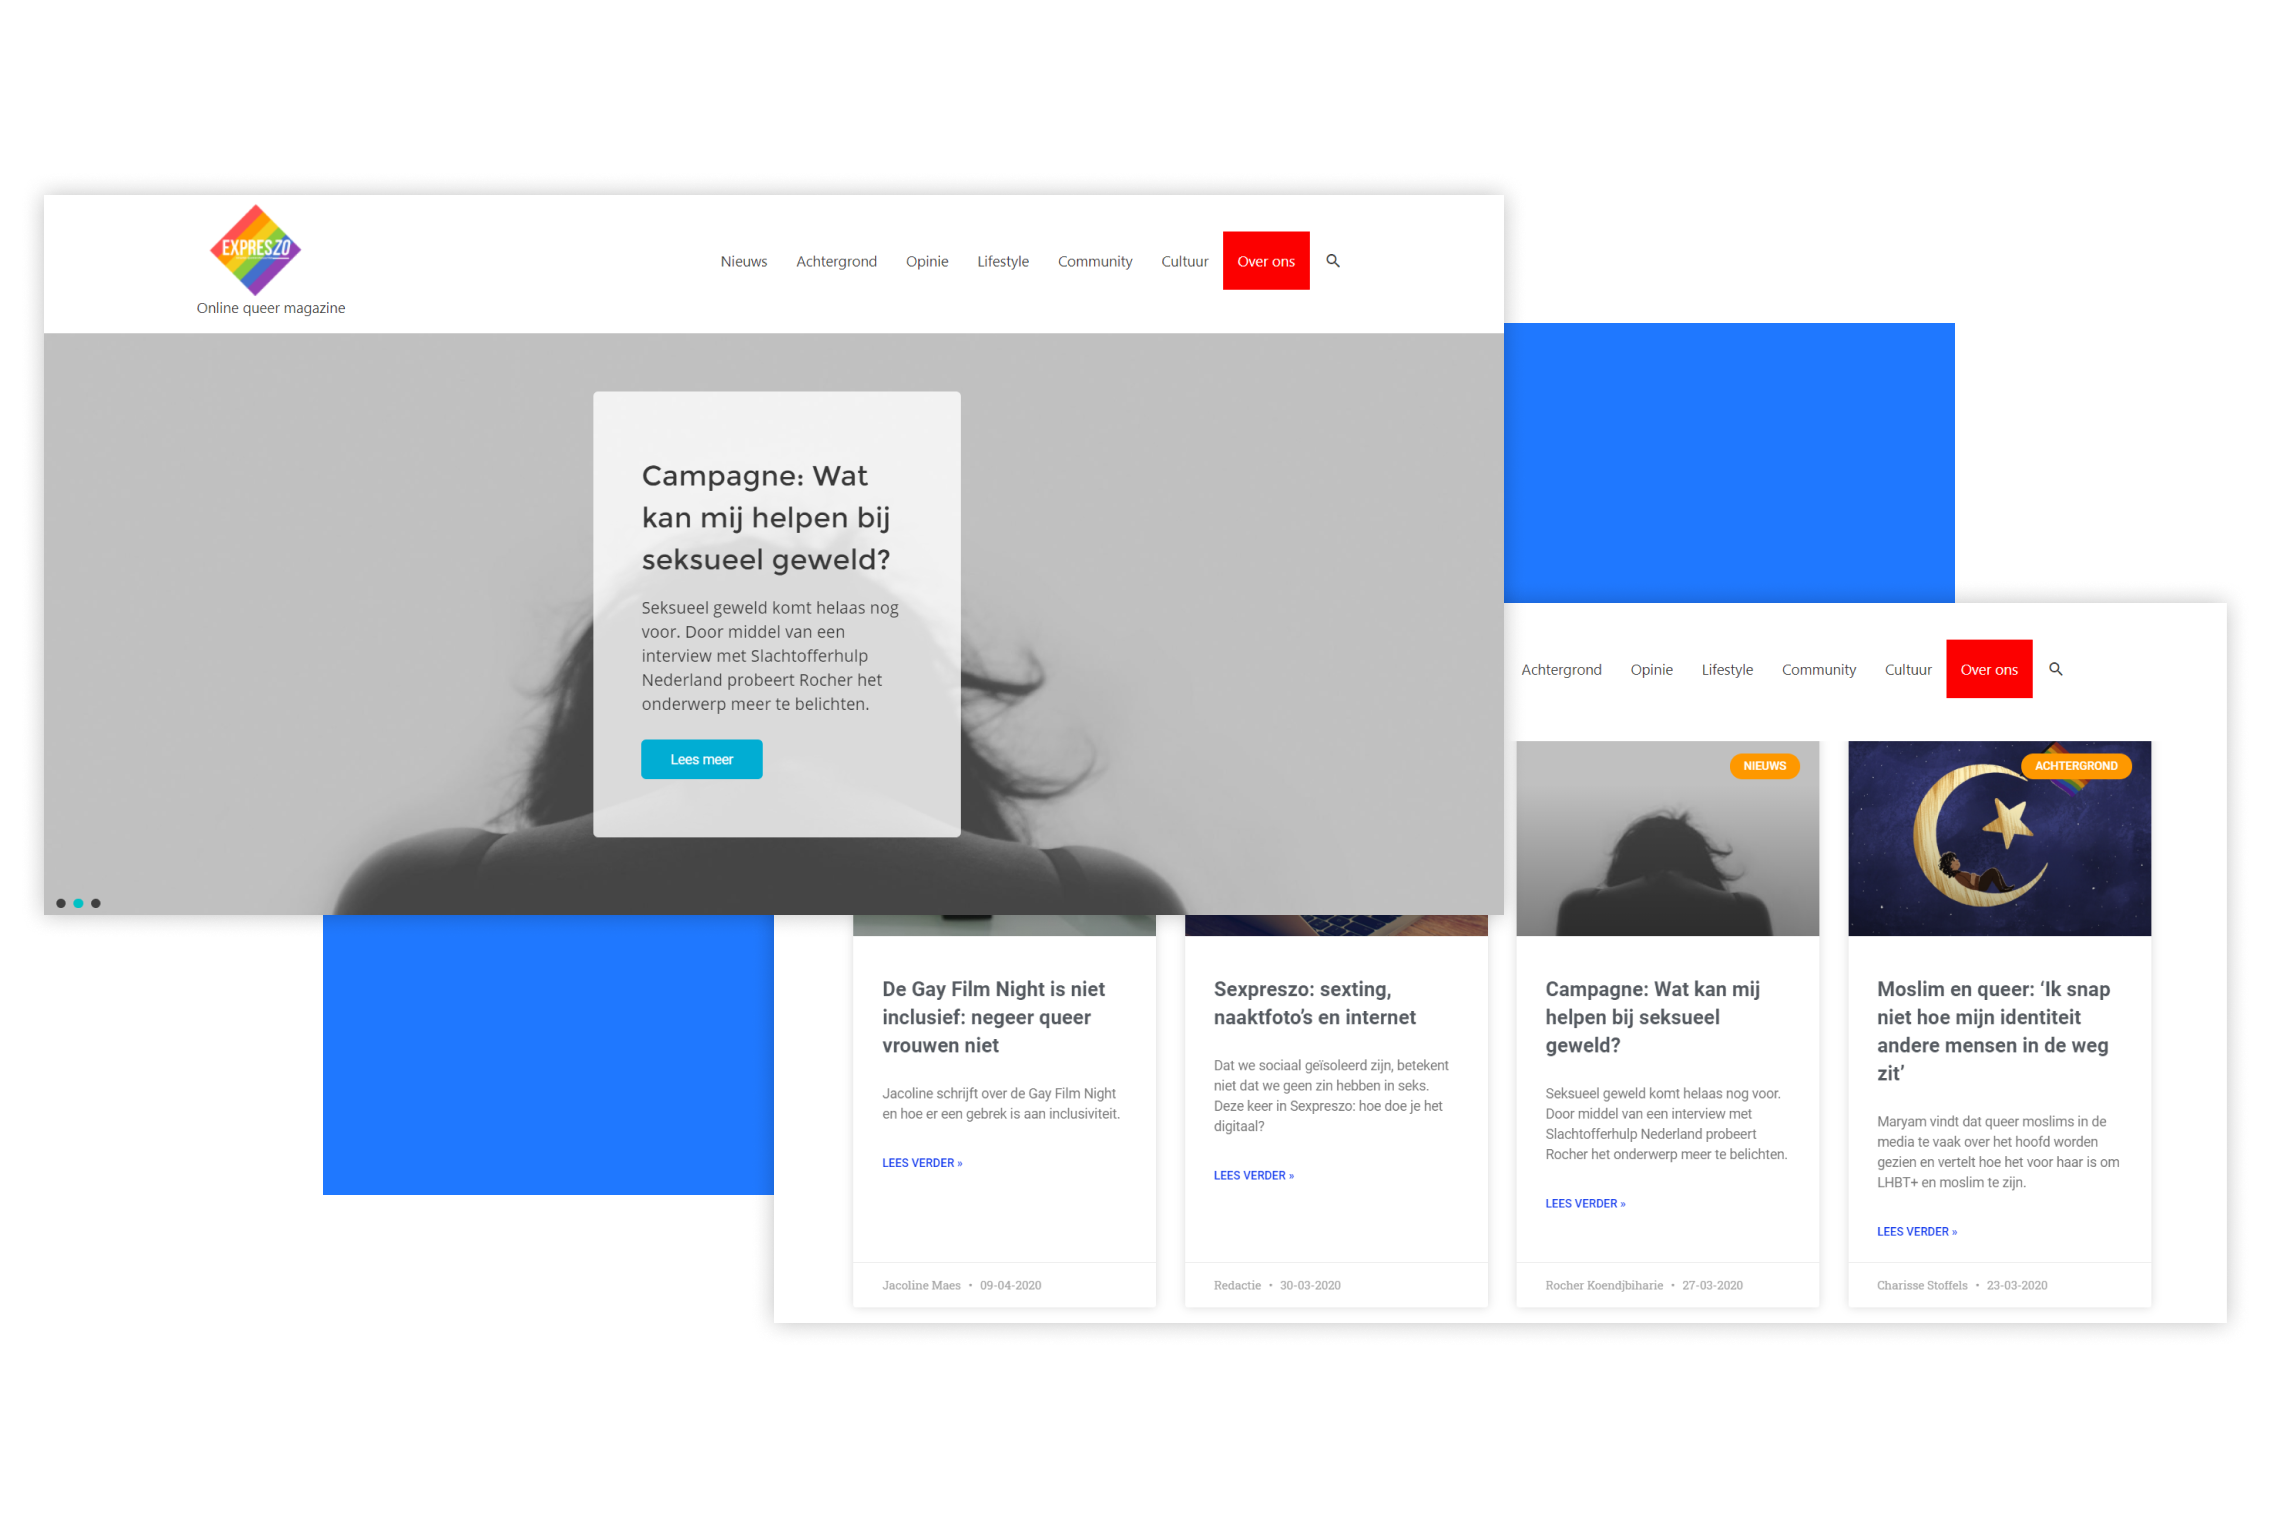 EXPRESZO
Online queer magazine
Nieuws Achtergrond Opinie Lifestyle Community Cultuur Over ons
Campagne: Wat
kan mij helpen bij
seksueel geweld?
Seksueel geweld komt helaas nog
voor. Door middel van een
interview met Slachtofferhulp
Nederland probeert Rocher het
onderwerp meer te belichten.
Lees meer
Achtergrond Opinie Lifestyle Community Cultuur Over ons
De Gay Film Night is niet
inclusief: negeer queer
vrouwen niet
Jacoline schrijft over de Gay Film Night
en hoe er een gebrek is aan inclusiviteit.
LEES VERDER »
Jacoline Maes • 09-04-2020
Sexpreszo: sexting,
naaktfoto’s en internet
Dat we sociaal geïsoleerd zijn, betekent
niet dat we geen zin hebben in seks.
Deze keer in Sexpreszo: hoe doe je het
digitaal?
LEES VERDER »
Redactie • 30-03-2020
NIEUWS
Campagne: Wat kan mij
helpen bij seksueel
geweld?
Seksueel geweld komt helaas nog voor.
Door middel van een interview met
Slachtofferhulp Nederland probeert
Rocher het onderwerp meer te belichten.
LEES VERDER »
Rocher Koendjbiharie • 27-03-2020
ACHTERGROND
Moslim en queer: ‘Ik snap
niet hoe mijn identiteit
andere mensen in de weg
zit’
Maryam vindt dat queer moslims in de
media te vaak over het hoofd worden
gezien en vertelt hoe het voor haar is om
LHBT+ en moslim te zijn.
LEES VERDER »
Charisse Stoffels • 23-03-2020